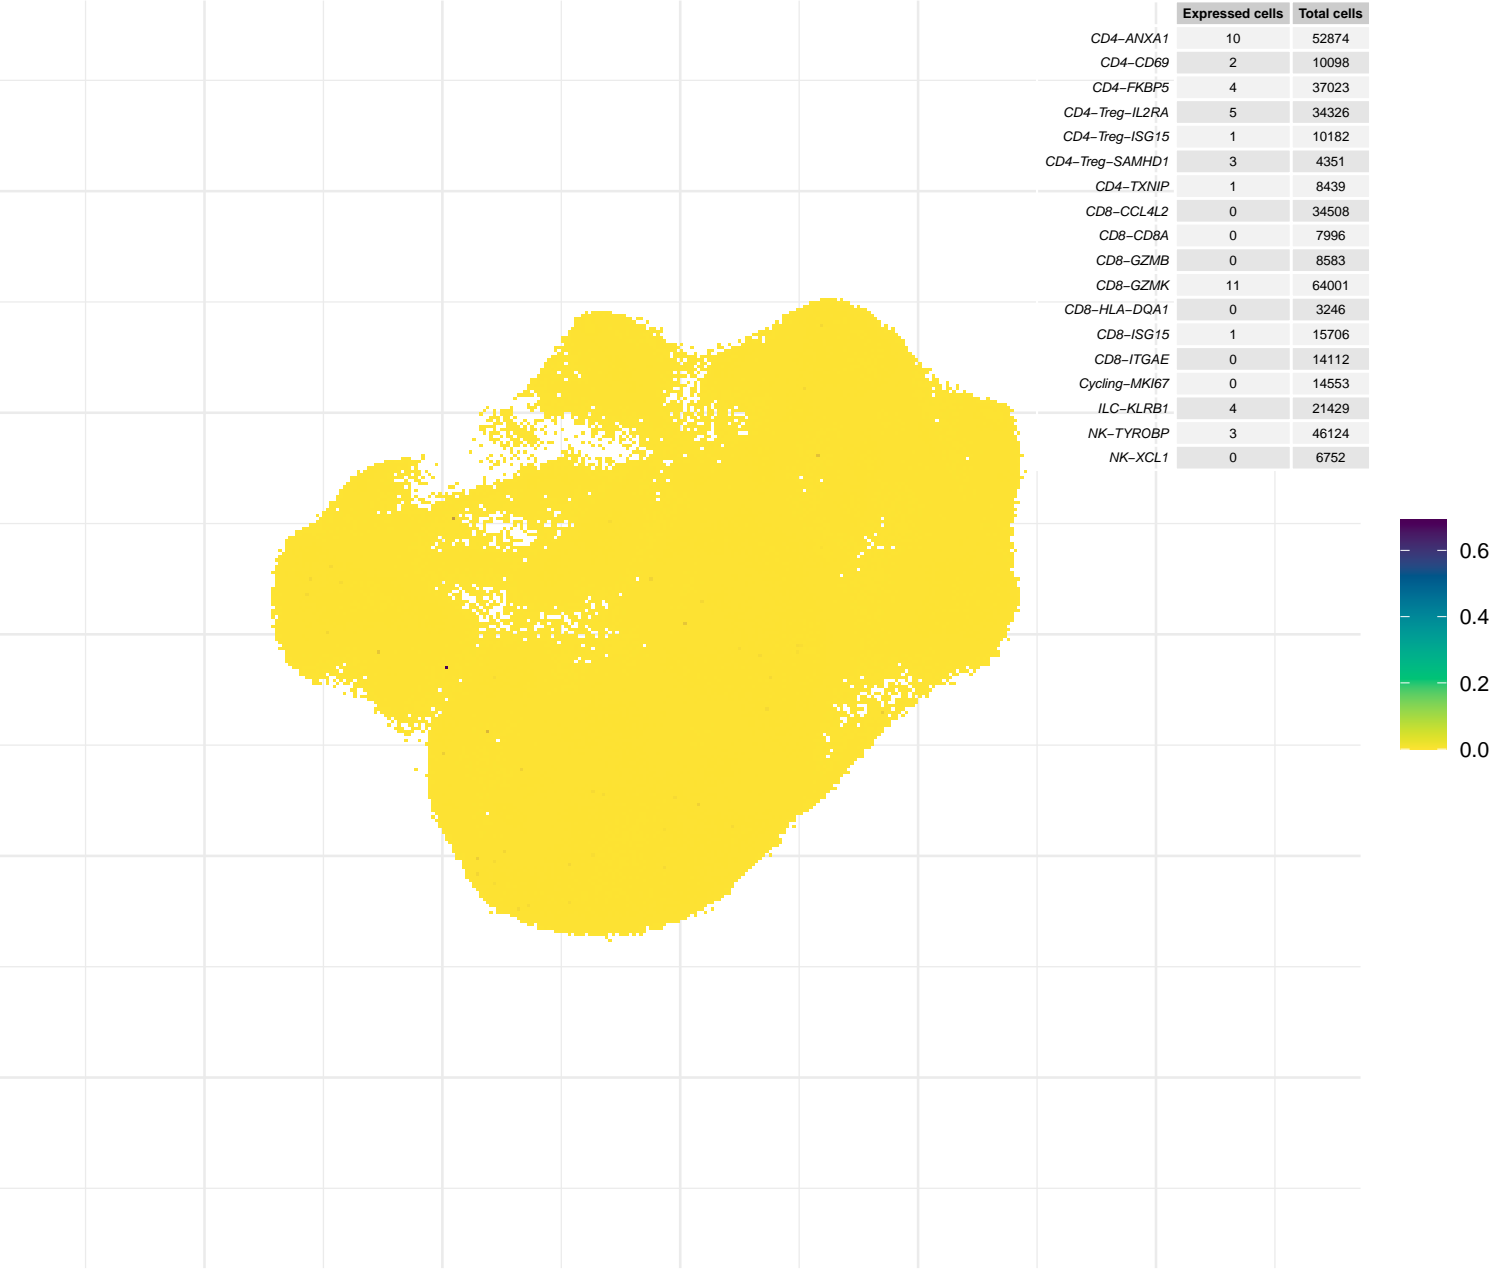 Expressed cells Total cells
CD4−ANXA1 10 52874
CD4−CD69 2 10098
CD4−FKBP5 4 37023
CD4−Treg−IL2RA 5 34326
CD4−Treg−ISG15 1 10182
CD4−Treg−SAMHD1 3 4351
CD4−TXNIP 1 8439
CD8−CCL4L2 0 34508
CD8−CD8A 0 7996
CD8−GZMB 0 8583
CD8−GZMK 11 64001
CD8−HLA−DQA1 0 3246
CD8−ISG15 1 15706
CD8−ITGAE 0 14112
Cycling−MKI67 0 14553
ILC−KLRB1 4 21429
NK−TYROBP 3 46124
NK−XCL1 0 6752
0.6
0.4
0.2
0.0